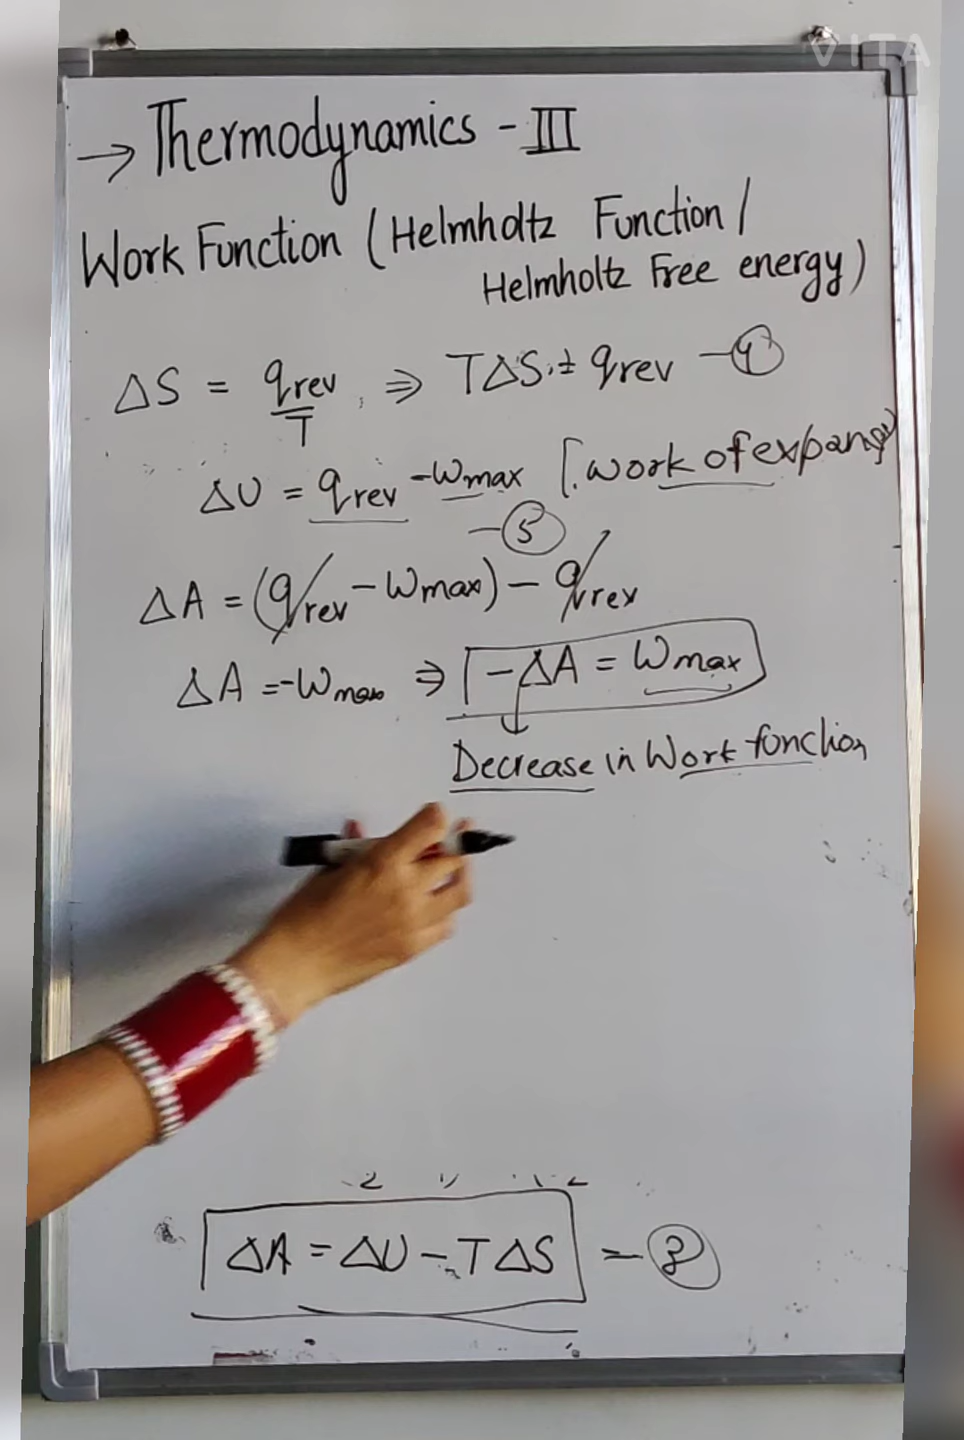 VITA
→ Thermodynamics - III
Work Function (Helmholtz Function /
Helmholtz Free energy)
ΔS = qrev/T, ⇒ TΔS = qrev - ④
ΔU = qrev - Wmax [work of expans
- ⑤
ΔA = (qrev - Wmax) - qrev
ΔA = -Wmax ⇒ -ΔA = Wmax
Decrease in Work function
ΔA = ΔU - TΔS - ③